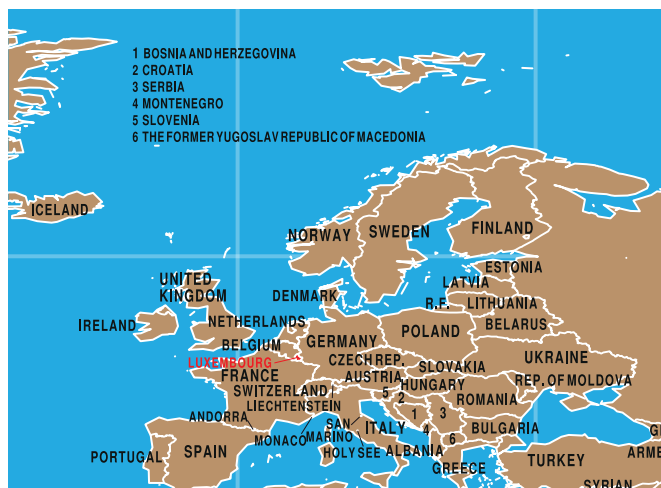 1 BOSNIA AND HERZEGOVINA
2 CROATIA
3 SERBIA
4 MONTENEGRO
5 SLOVENIA
6 THE FORMER YUGOSLAV REPUBLIC OF MACEDONIA
ICELAND
NORWAY
SWEDEN
FINLAND
ESTONIA
LATVIA
UNITED
KINGDOM
DENMARK
R.F.
LITHUANIA
IRELAND
NETHERLANDS
BELARUS
POLAND
GERMANY
BELGIUM
LUXEMBOURG
CZECH REP.
UKRAINE
SLOVAKIA
FRANCE
AUSTRIA
HUNGARY
REP. OF MOLDOVA
SWITZERLAND
5
2
ROMANIA
LIECHTENSTEIN
ANDORRA
1
3
SAN
MARINO
ITALY
4
BULGARIA
MONACO
6
PORTUGAL
SPAIN
HOLY SEE
ALBANIA
GREECE
TURKEY
G
ARME
SYRIAN